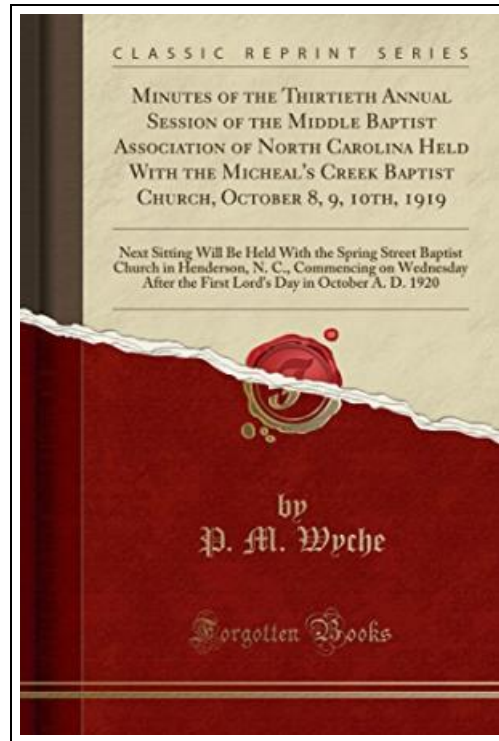 CLASSIC REPRINT SERIES
MINUTES OF THE THIRTIETH ANNUAL
SESSION OF THE MIDDLE BAPTIST
ASSOCIATION OF NORTH CAROLINA HELD
WITH THE MICHEAL'S CREEK BAPTIST
CHURCH, OCTOBER 8, 9, 10TH, 1919
Next Sitting Will Be Held With the Spring Street Baptist
Church in Henderson, N. C., Commencing on Wednesday
After the First Lord's Day in October A. D. 1920
by
P. M. Wyche
Forgotten Books